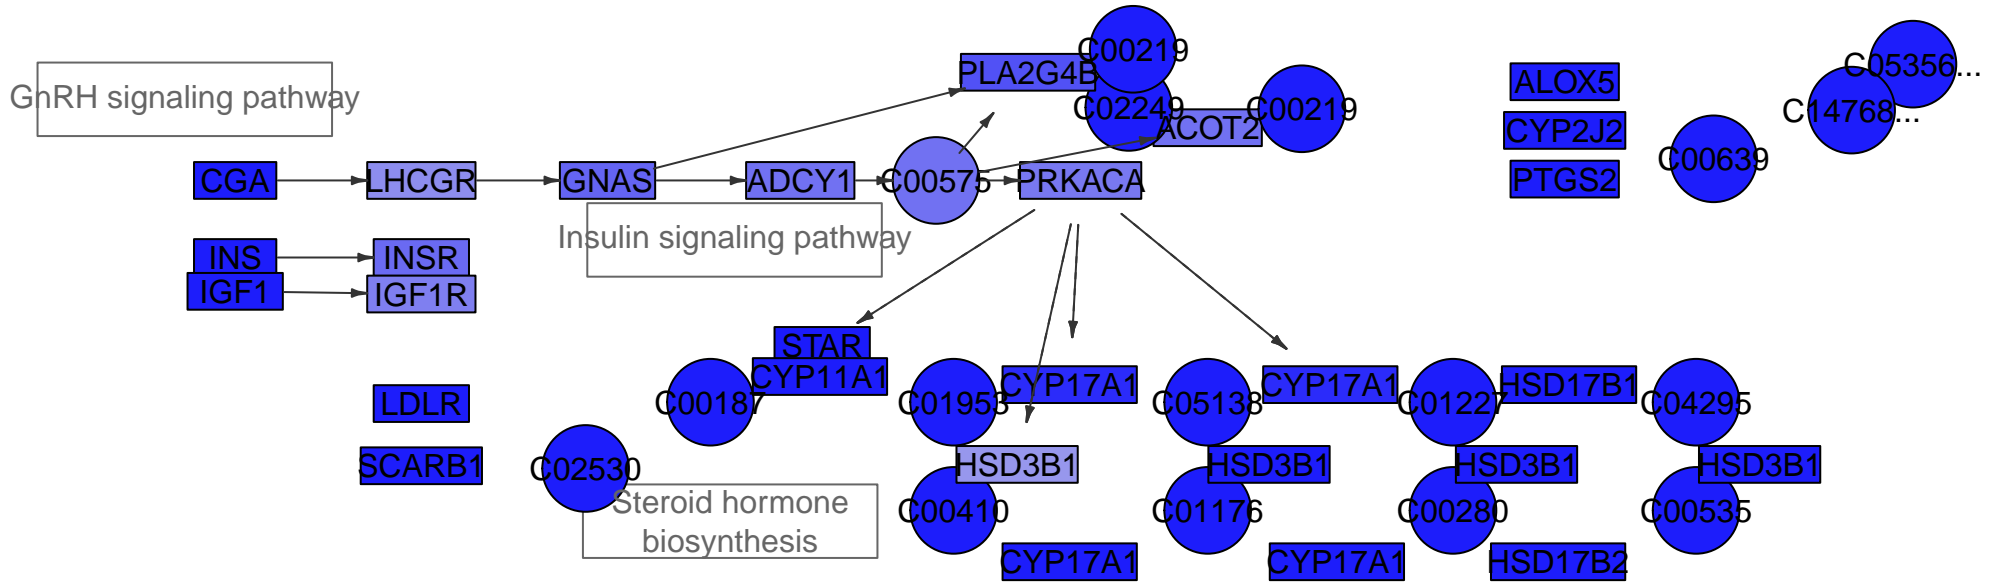 C00219
C05356...
PLA2G4B
ALOX5
GnRH signaling pathway
C02249
C00219
C14768...
ACOT2
CYP2J2
C00639
CGA
LHCGR
GNAS
ADCY1
C00575
PRKACA
PTGS2
Insulin signaling pathway
INS
INSR
IGF1
IGF1R
STAR
CYP11A1
CYP17A1
CYP17A1
HSD17B1
LDLR
C00187
C01953
C05138
C01227
C04295
SCARB1
C02530
HSD3B1
HSD3B1
HSD3B1
HSD3B1
Steroid hormone
biosynthesis
C00410
C01176
C00280
C00535
CYP17A1
CYP17A1
HSD17B2